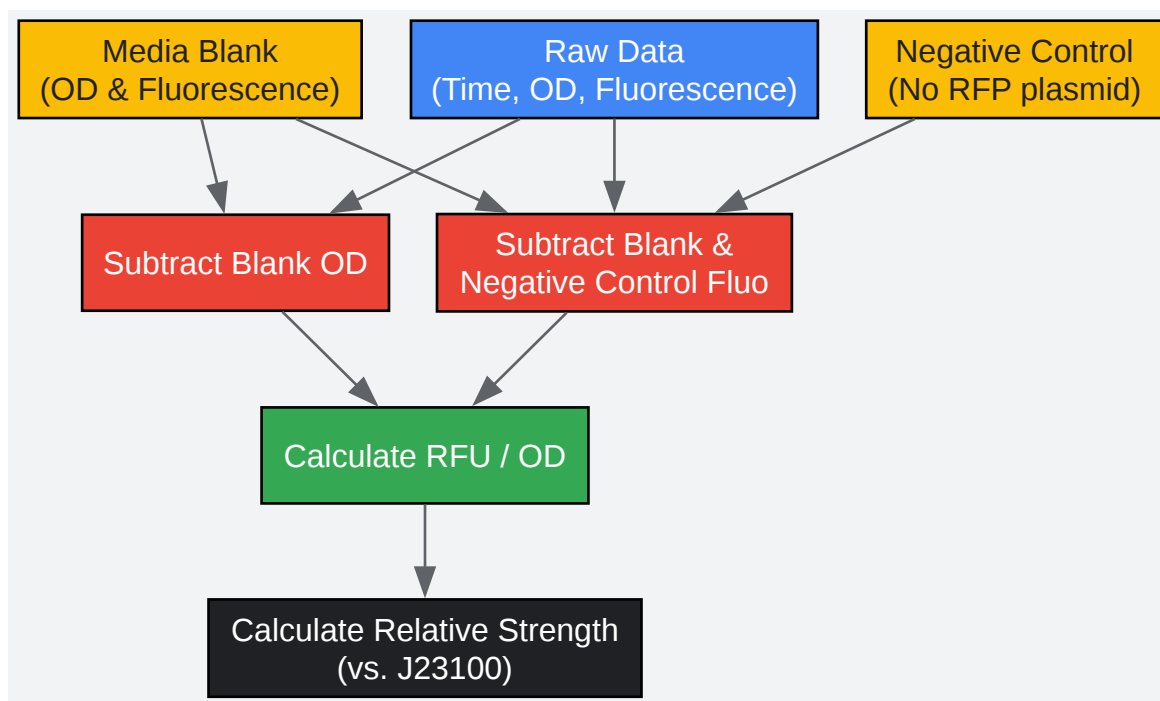 Media Blank
(OD & Fluorescence)
Raw Data
(Time, OD, Fluorescence)
Negative Control
(No RFP plasmid)
Subtract Blank OD
Subtract Blank &
Negative Control Fluo
Calculate RFU / OD
Calculate Relative Strength
(vs. J23100)